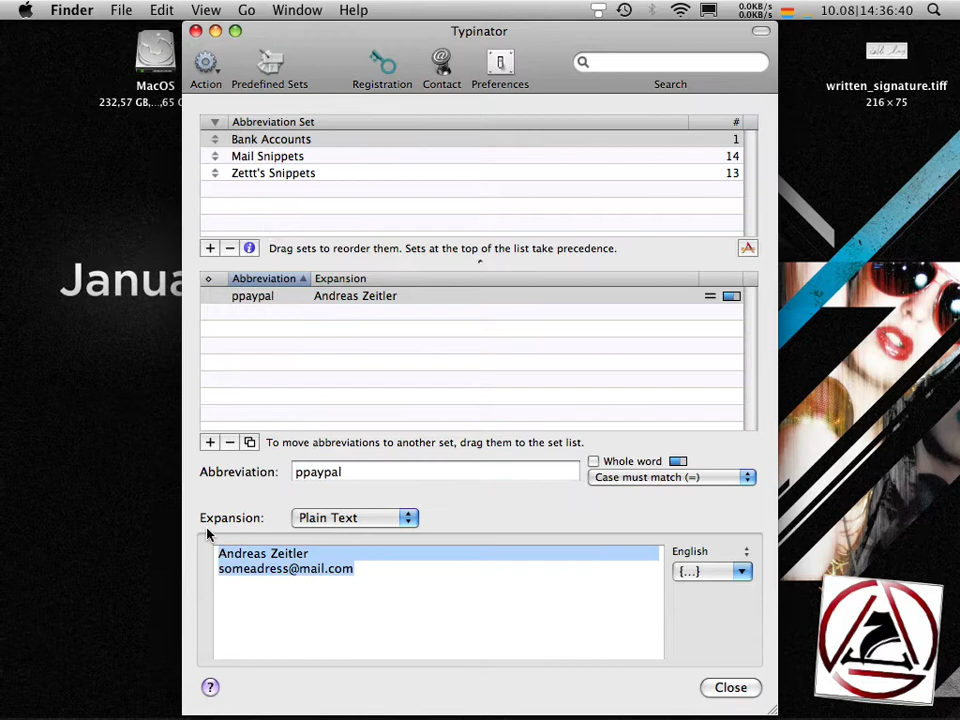 Finder File Edit View Go Window Help 0.0KB/s 0.0KB/s 10.08|14:36:40
Typinator
MacOS
232,57 GB,...,65 G
written_signature.tiff
216 x 75
Action Predefined Sets Registration Contact Preferences Search
Abbreviation Set #
Bank Accounts 1
Mail Snippets 14
Zettt's Snippets 13
Drag sets to reorder them. Sets at the top of the list take precedence.
Janua
Abbreviation Expansion
ppaypal Andreas Zeitler
To move abbreviations to another set, drag them to the set list.
Abbreviation: ppaypal Whole word
Case must match (=)
Expansion: Plain Text
Andreas Zeitler
someadress@mail.com
English
{...}
? Close